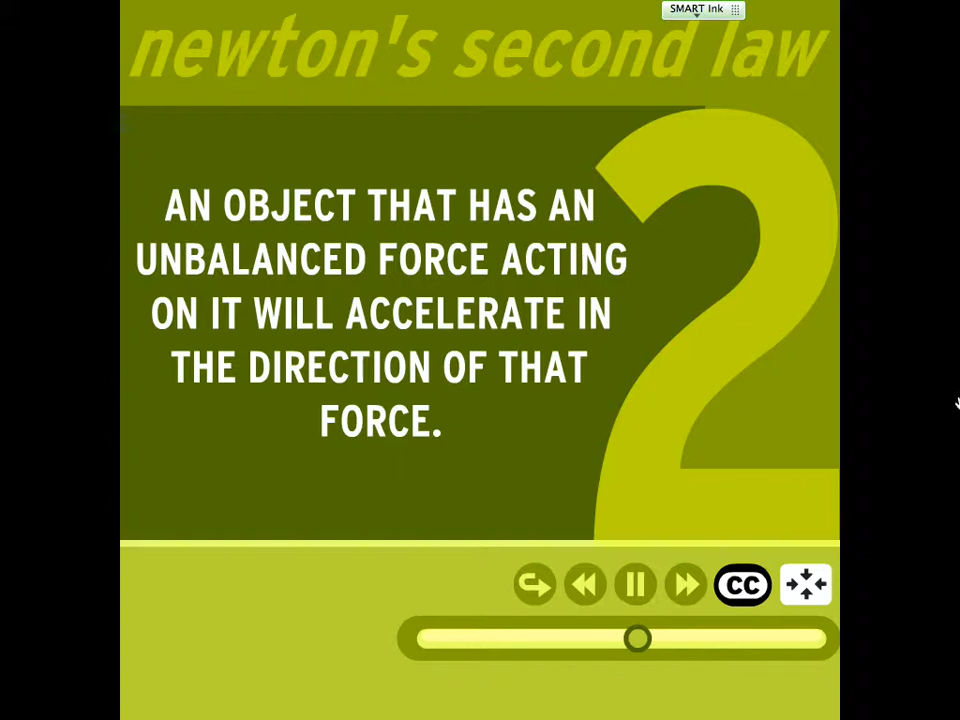 SMART Ink
newton's second law
2
AN OBJECT THAT HAS AN
UNBALANCED FORCE ACTING
ON IT WILL ACCELERATE IN
THE DIRECTION OF THAT
FORCE.
CC